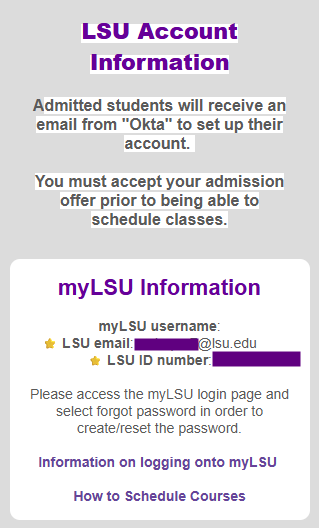 LSU Account
Information
Admitted students will receive an
email from "Okta" to set up their
account.
You must accept your admission
offer prior to being able to
schedule classes.
myLSU Information
myLSU username:
LSU email: @lsu.edu
LSU ID number:
Please access the myLSU login page and
select forgot password in order to
create/reset the password.
Information on logging onto myLSU
How to Schedule Courses